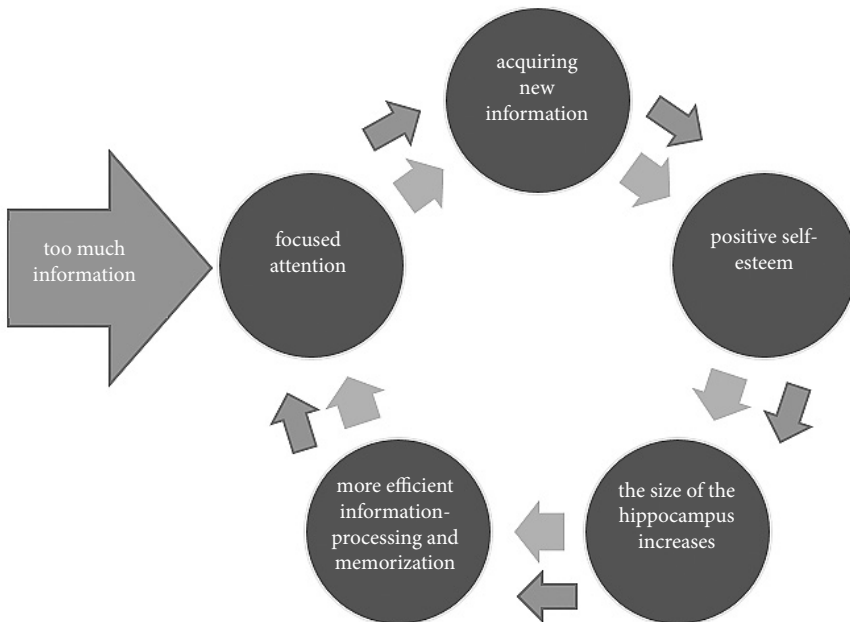 too much
information
focused
attention
acquiring
new
information
positive self-
esteem
the size of the
hippocampus
increases
more efficient
information-
processing and
memorization